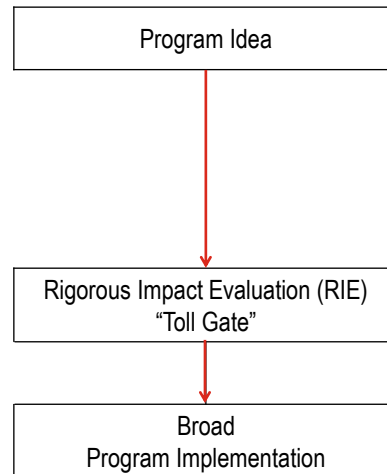 Program Idea
Rigorous Impact Evaluation (RIE)
“Toll Gate”
Broad
Program Implementation